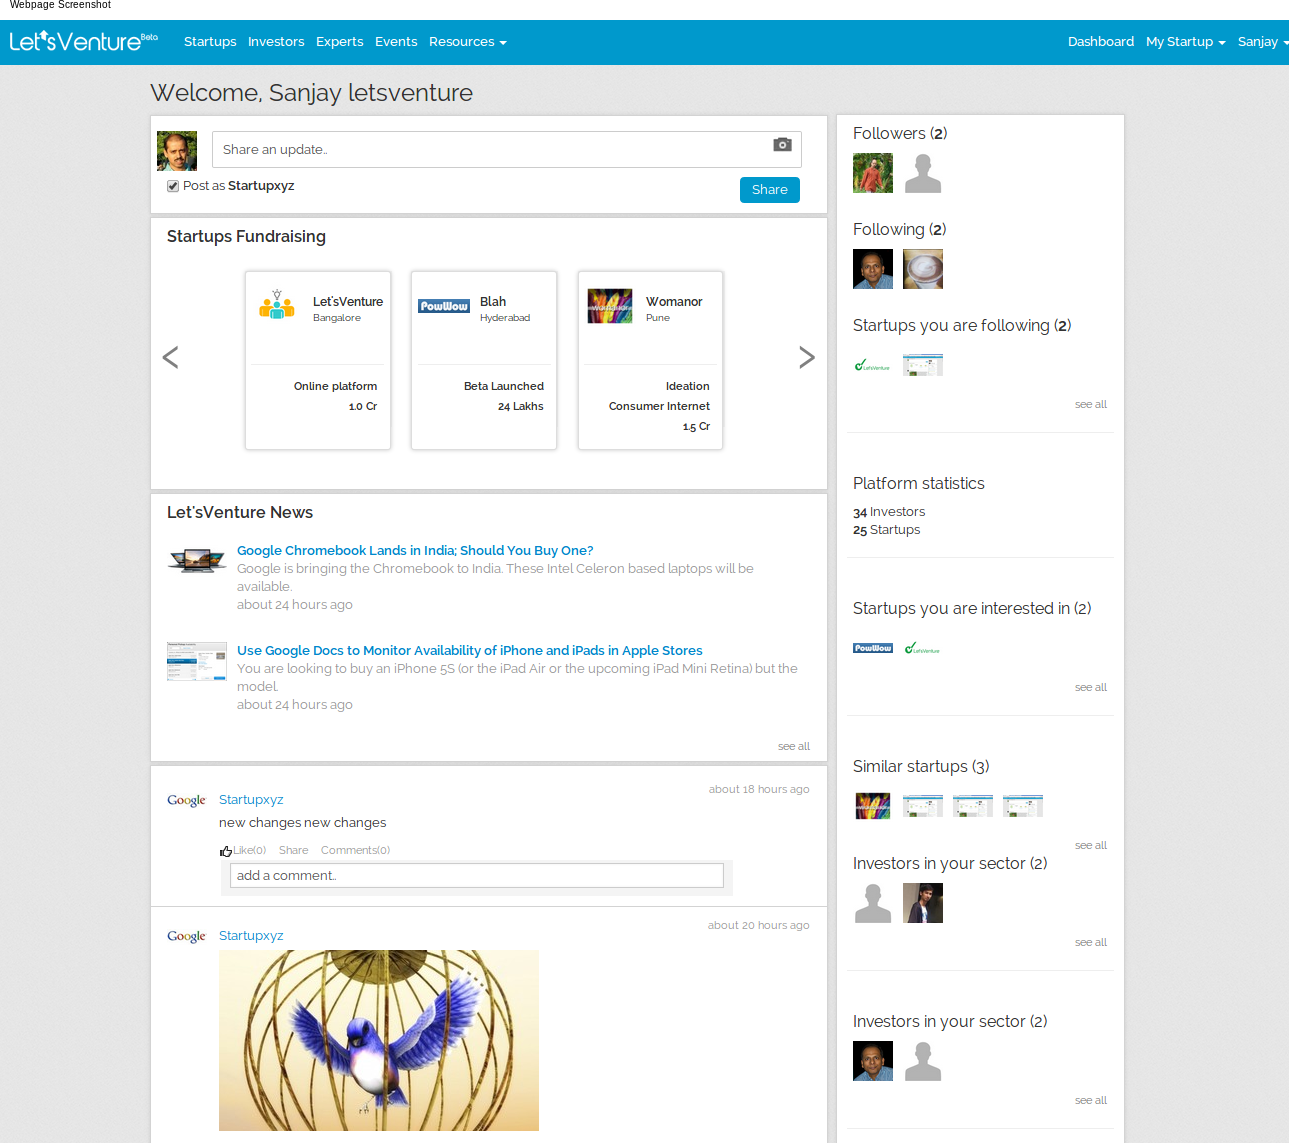 Webpage Screenshot
Let'sVenture Beta
Startups Investors Experts Events Resources
Dashboard My Startup Sanjay
Welcome, Sanjay letsventure
Share an update..
Post as Startupxyz
Share
Startups Fundraising
Let'sVenture
Bangalore
Online platform
1.0 Cr
PowWow
Blah
Hyderabad
Beta Launched
24 Lakhs
Womanor
Pune
Ideation
Consumer Internet
1.5 Cr
Let'sVenture News
Google Chromebook Lands in India; Should You Buy One?
Google is bringing the Chromebook to India. These Intel Celeron based laptops will be
available.
about 24 hours ago
Use Google Docs to Monitor Availability of iPhone and iPads in Apple Stores
You are looking to buy an iPhone 5S (or the iPad Air or the upcoming iPad Mini Retina) but the
model.
about 24 hours ago
see all
Google
Startupxyz
about 18 hours ago
new changes new changes
Like(0) Share Comments(0)
add a comment..
Google
Startupxyz
about 20 hours ago
Followers (2)
Following (2)
Startups you are following (2)
LetsVenture
see all
Platform statistics
34 Investors
25 Startups
Startups you are interested in (2)
PowWow
LetsVenture
see all
Similar startups (3)
see all
Investors in your sector (2)
see all
Investors in your sector (2)
see all